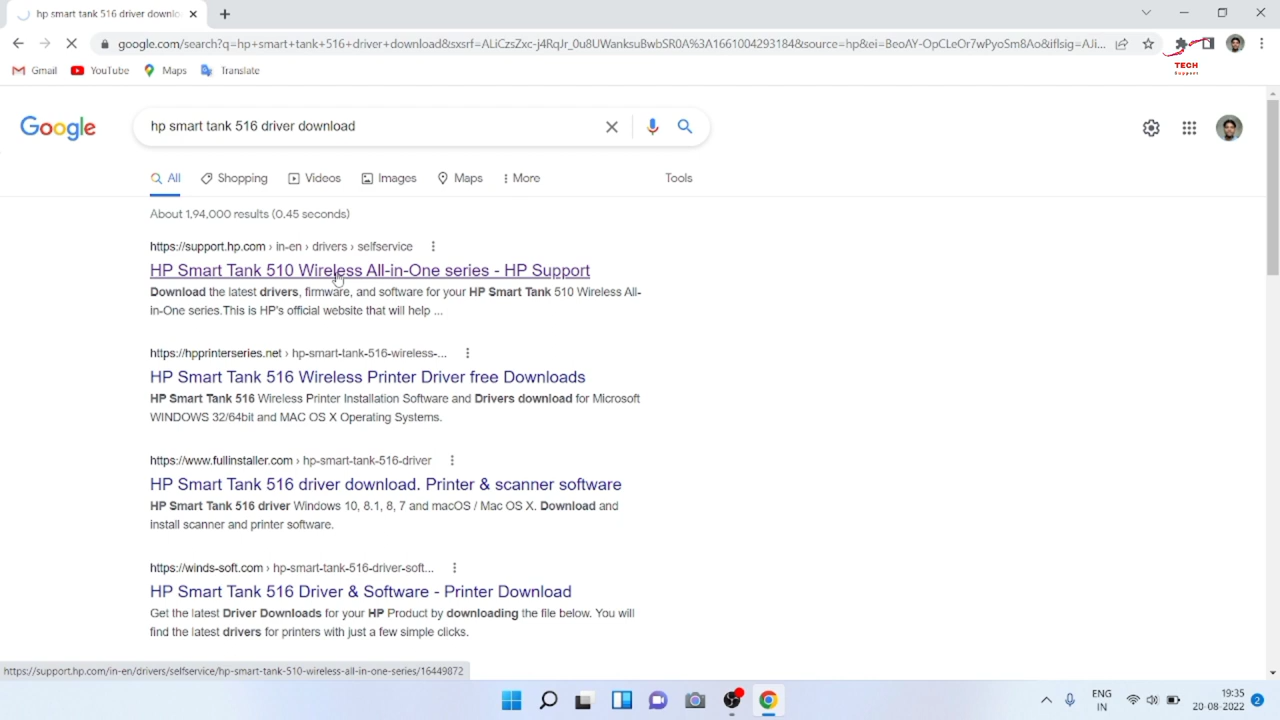 hp smart tank 516 driver downlo
google.com/search?q=hp+smart+tank+516+driver+download&sxsrf=ALiCzsZxc-j4RqJr_0u8UWanksuBwbSR0A%3A1661004293184&source=hp&ei=BeoAY-OpCLeOr7wPyoSm8Ao&iflsig=AJi...
Gmail
YouTube
Maps
Translate
TECH
Support
Google
hp smart tank 516 driver download
All
Shopping
Videos
Images
Maps
More
Tools
About 1,94,000 results (0.45 seconds)
https://support.hp.com › in-en › drivers › selfservice
HP Smart Tank 510 Wireless All-in-One series - HP Support
Download the latest drivers, firmware, and software for your HP Smart Tank 510 Wireless All-
in-One series.This is HP's official website that will help ...
https://hpprinterseries.net › hp-smart-tank-516-wireless-...
HP Smart Tank 516 Wireless Printer Driver free Downloads
HP Smart Tank 516 Wireless Printer Installation Software and Drivers download for Microsoft
WINDOWS 32/64bit and MAC OS X Operating Systems.
https://www.fullinstaller.com › hp-smart-tank-516-driver
HP Smart Tank 516 driver download. Printer & scanner software
HP Smart Tank 516 driver Windows 10, 8.1, 8, 7 and macOS / Mac OS X. Download and
install scanner and printer software.
https://winds-soft.com › hp-smart-tank-516-driver-soft...
HP Smart Tank 516 Driver & Software - Printer Download
Get the latest Driver Downloads for your HP Product by downloading the file below. You will
find the latest drivers for printers with just a few simple clicks.
https://support.hp.com/in-en/drivers/selfservice/hp-smart-tank-510-wireless-all-in-one-series/16449872
ENG
IN
19:35
20-08-2022
2